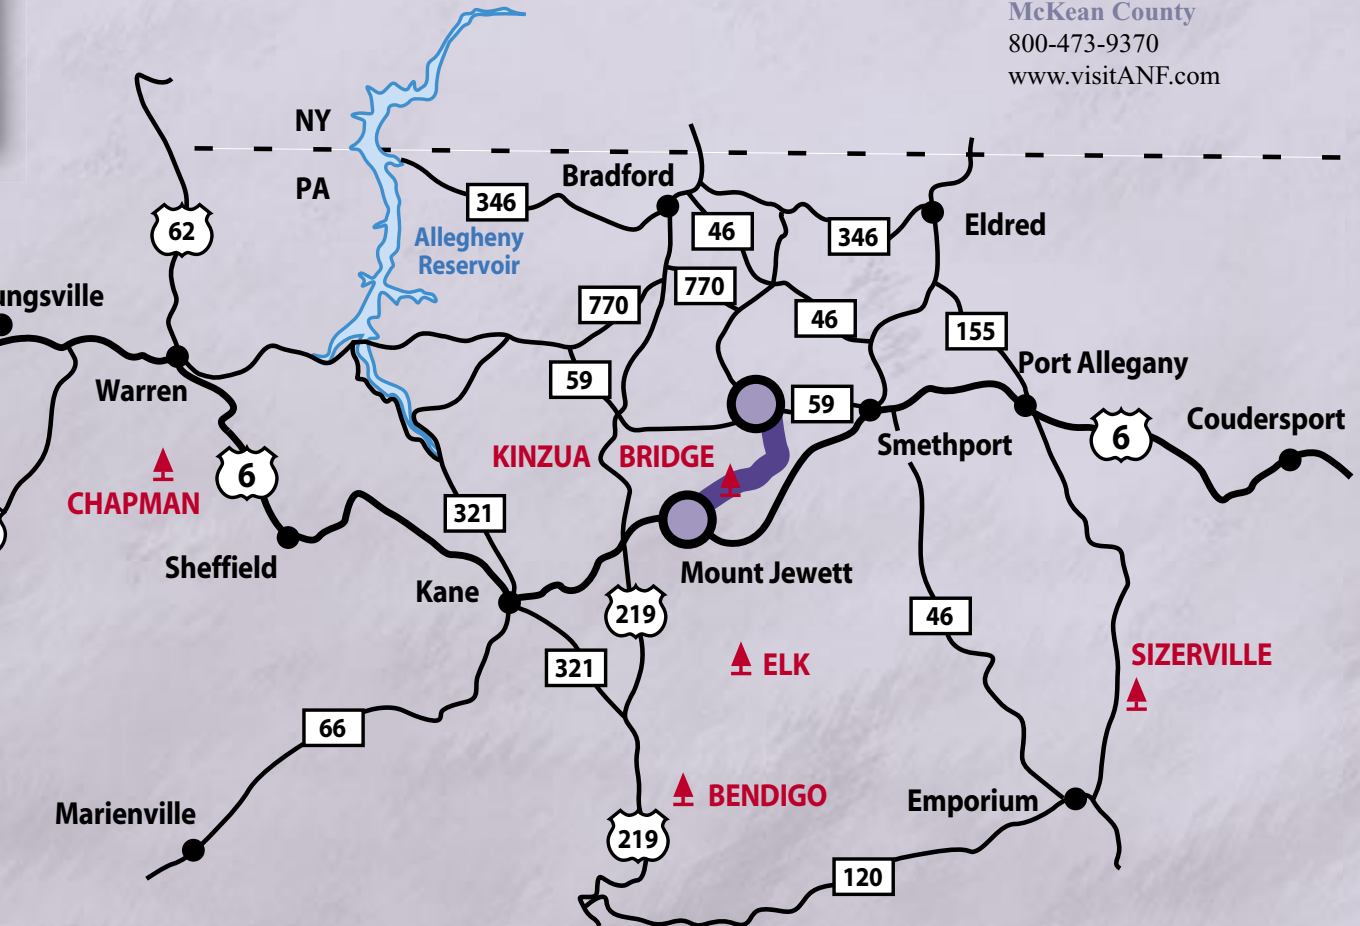 McKean County
800-473-9370
www.visitANF.com
NY
PA
Bradford
346
46
346
Eldred
62
Allegheny
Reservoir
ungsville
770
770
46
155
Warren
59
59
Port Allegany
6
Coudersport
Smethport
KINZUA BRIDGE
6
CHAPMAN
321
Sheffield
Mount Jewett
Kane
219
46
321
ELK
SIZERVILLE
66
BENDIGO
Emporium
Marienville
219
120